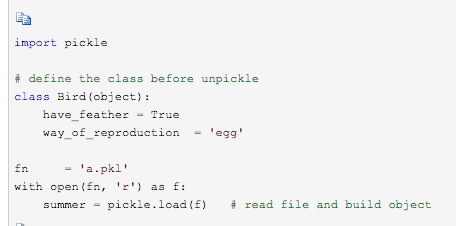 import pickle
# define the class before unpickle
class Bird(object):
    have_feather = True
    way_of_reproduction  = 'egg'
fn     = 'a.pkl'
with open(fn, 'r') as f:
    summer = pickle.load(f)   # read file and build object